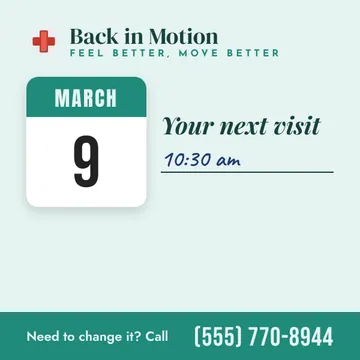 Back in Motion
FEEL BETTER, MOVE BETTER
MARCH
9
Your next visit
10:30 am
Need to change it? Call (555) 770-8944